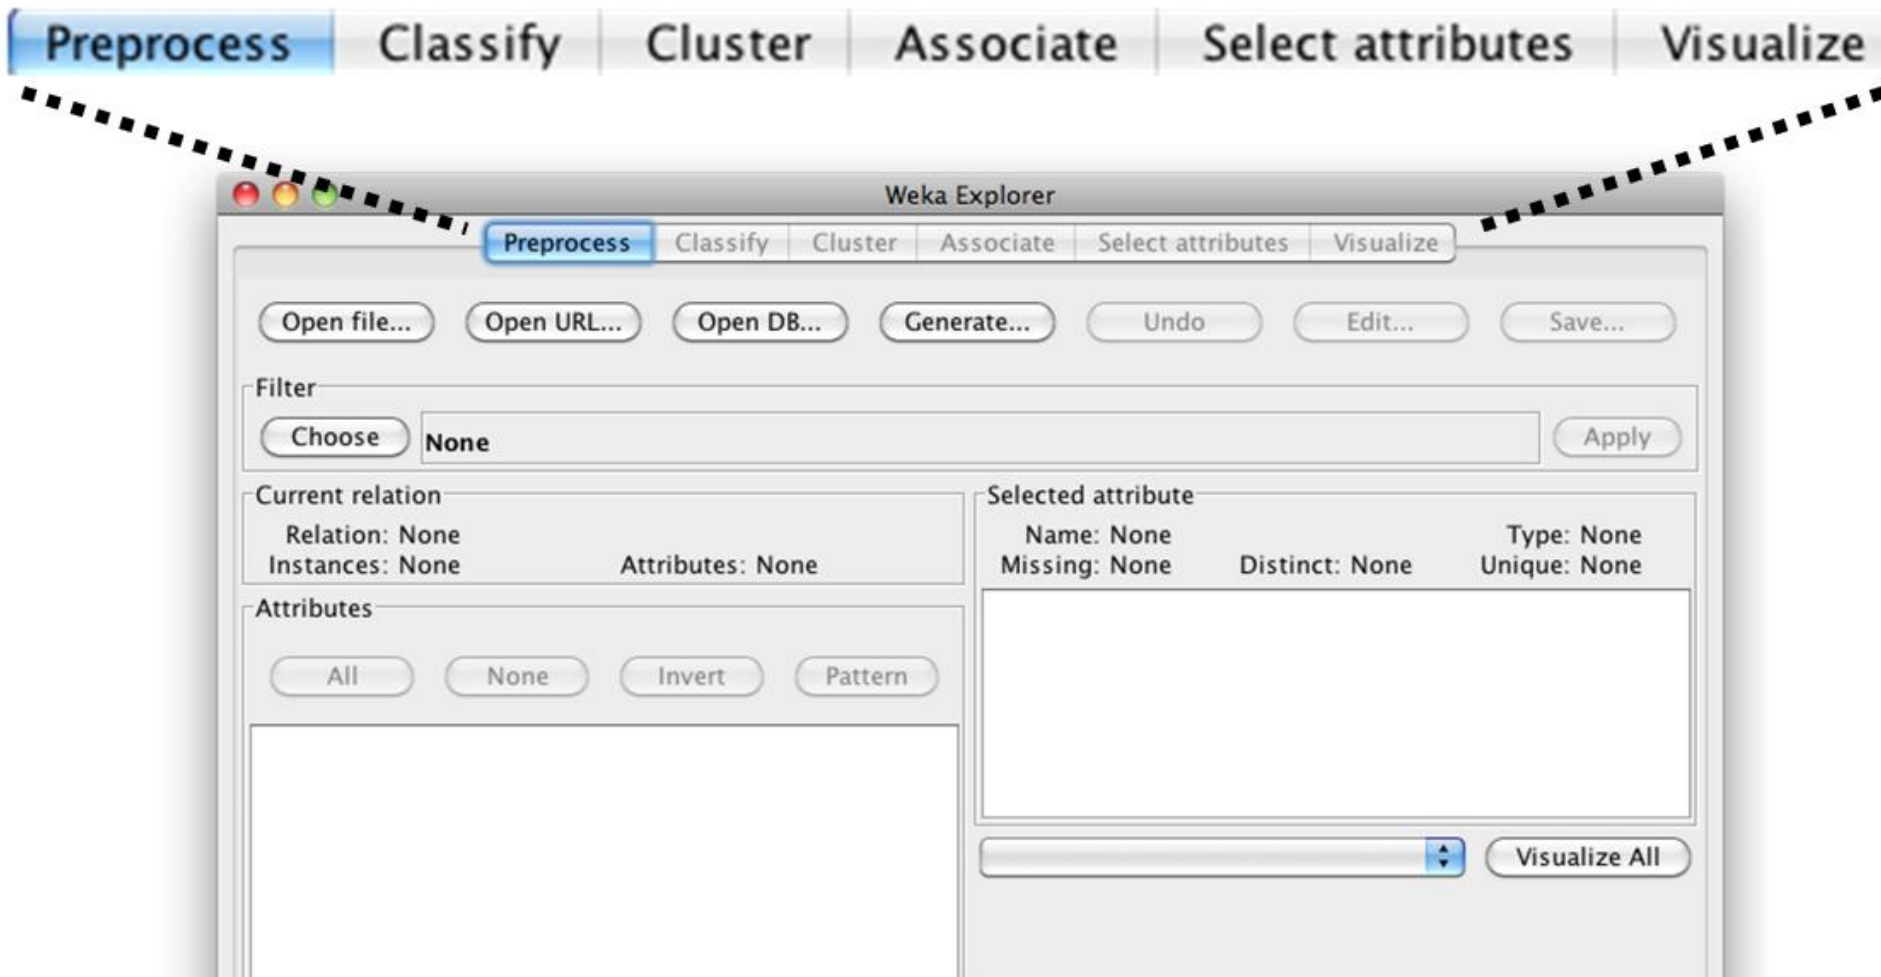 Preprocess Classify Cluster Associate Select attributes Visualize
Weka Explorer
Preprocess Classify Cluster Associate Select attributes Visualize
Open file... Open URL... Open DB... Generate... Undo Edit... Save...
Filter
Choose None Apply
Current relation
Relation: None
Instances: None Attributes: None
Selected attribute
Name: None Type: None
Missing: None Distinct: None Unique: None
Attributes
All None Invert Pattern
Visualize All